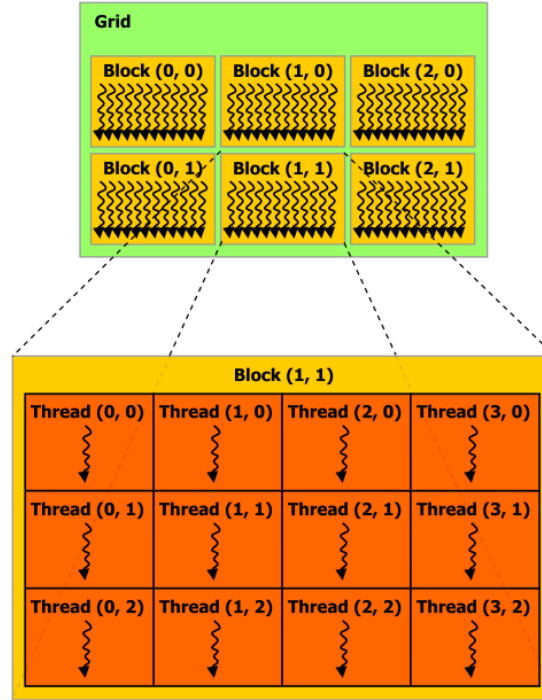 Grid
Block (0, 0) Block (1, 0) Block (2, 0)
Block (0, 1) Block (1, 1) Block (2, 1)
Block (1, 1)
Thread (0, 0) Thread (1, 0) Thread (2, 0) Thread (3, 0)
Thread (0, 1) Thread (1, 1) Thread (2, 1) Thread (3, 1)
Thread (0, 2) Thread (1, 2) Thread (2, 2) Thread (3, 2)